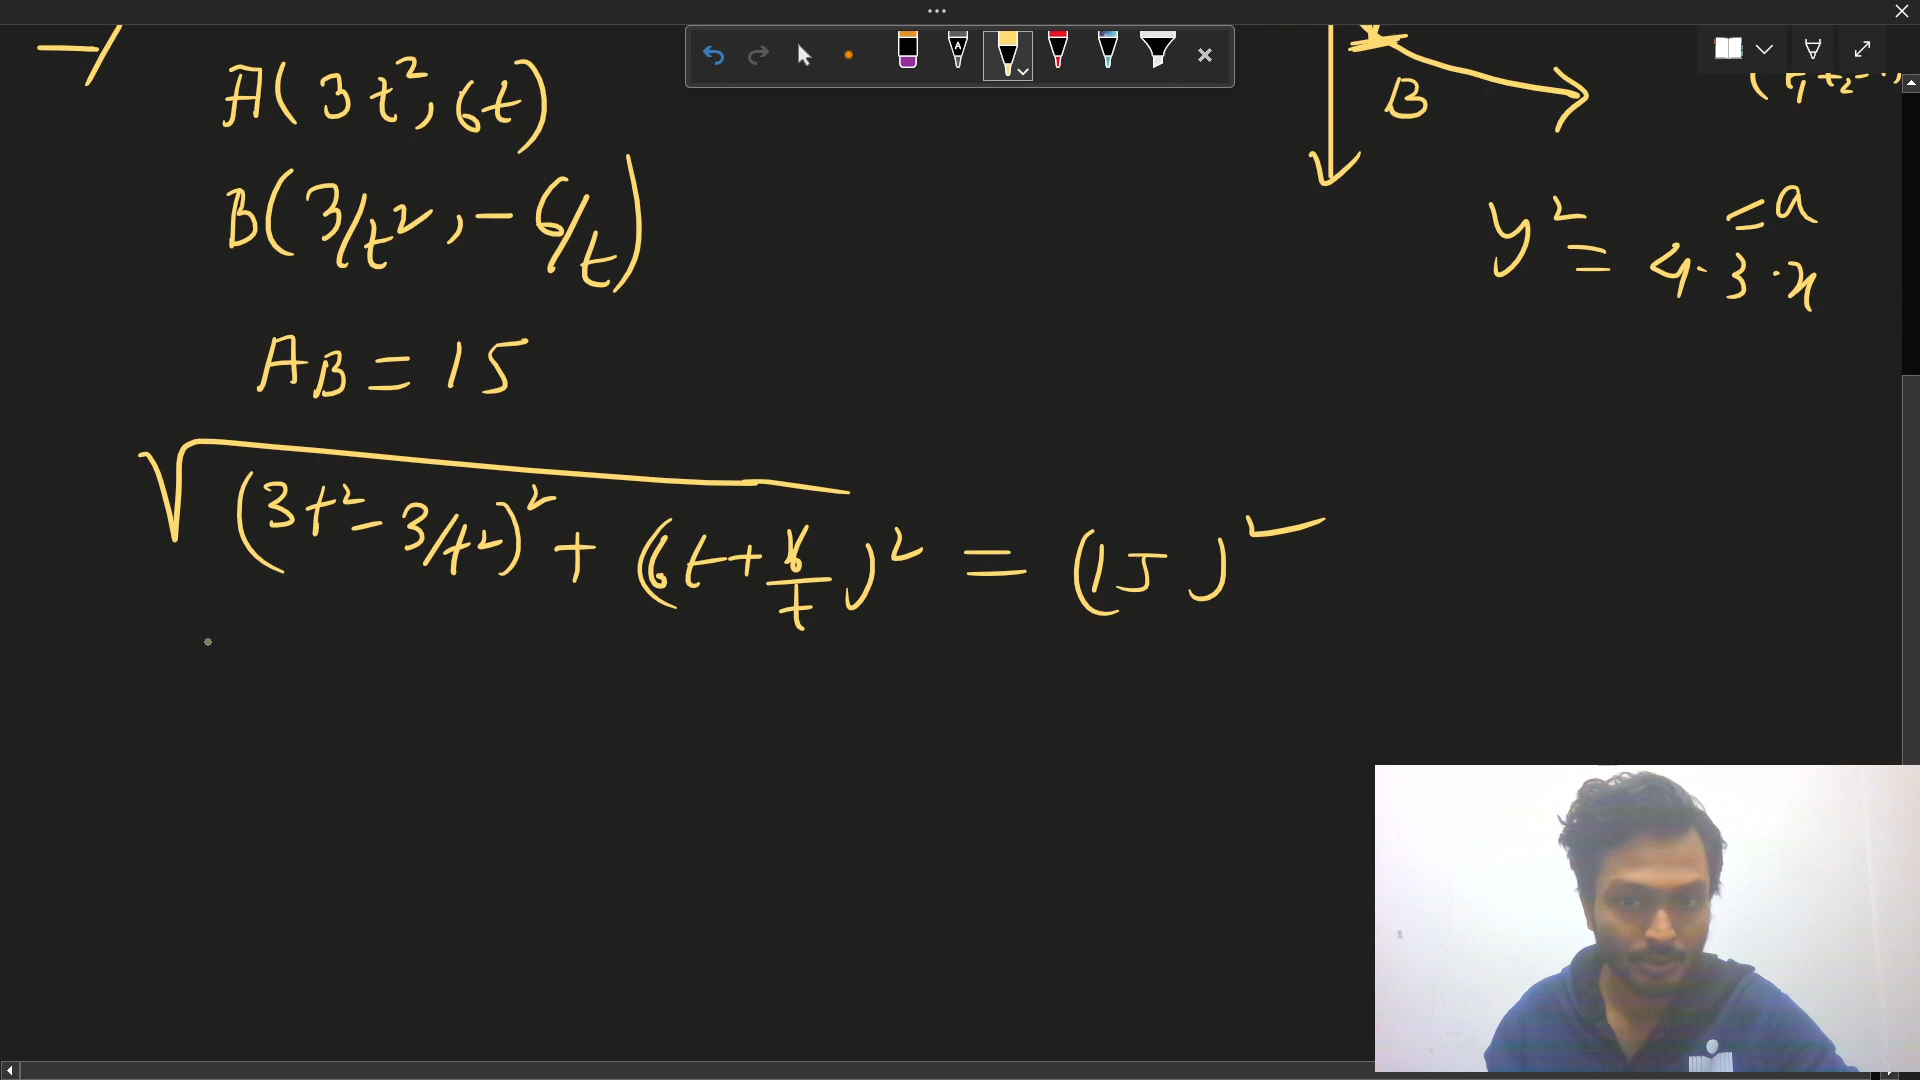 A(3t², 6t)
B
B(3/t², -6/t)
= a
y² = 4·3·x
AB = 15
√(3t² - 3/t²)² + (6t + 6/t)² = (15)²